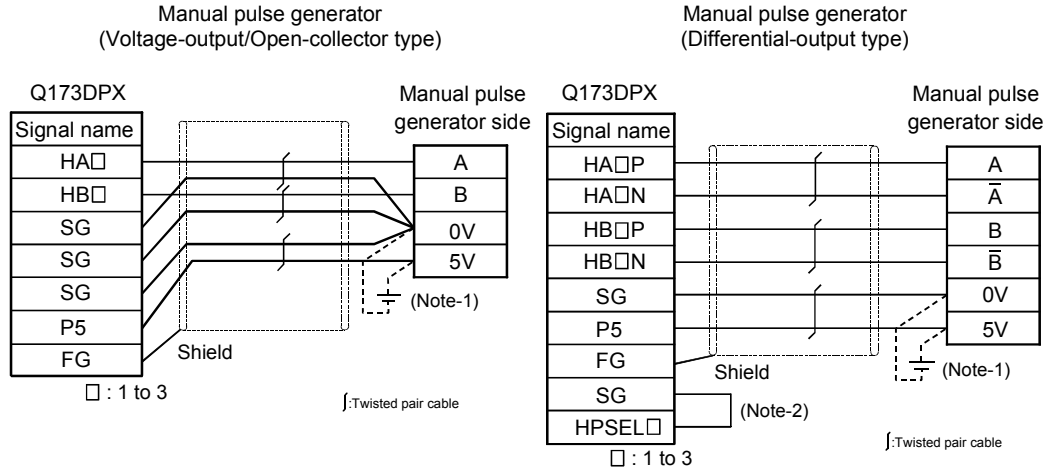 Manual pulse generator
(Voltage-output/Open-collector type)
Q173DPX
Manual pulse
generator side
Signal name
HA□
HB□
SG
SG
SG
P5
FG
A
B
0V
5V
(Note-1)
Shield
□ : 1 to 3
∫:Twisted pair cable
Manual pulse generator
(Differential-output type)
Q173DPX
Manual pulse
generator side
Signal name
HA□P
HA□N
HB□P
HB□N
SG
P5
FG
SG
HPSEL□
A
A̅
B
B̅
0V
5V
(Note-1)
Shield
(Note-2)
□ : 1 to 3
∫:Twisted pair cable